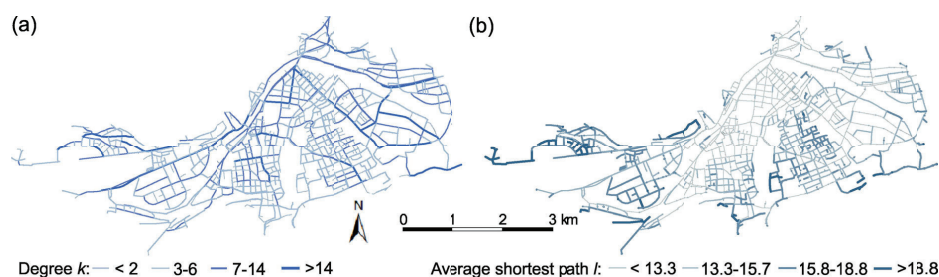 (a)
(b)
N
0 1 2 3 km
Degree k: < 2 3-6 7-14 >14
Average shortest path l: < 13.3 13.3-15.7 15.8-18.8 >18.8